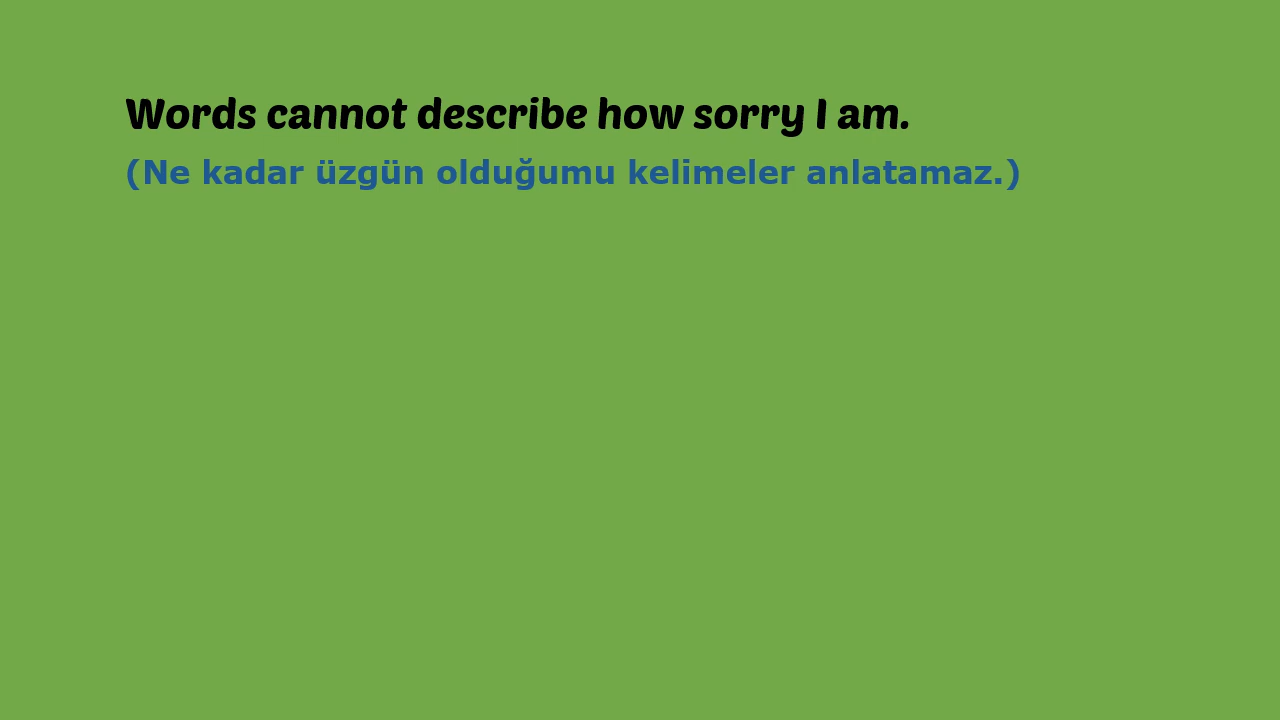 Words cannot describe how sorry I am.
(Ne kadar üzgün olduğumu kelimeler anlatamaz.)